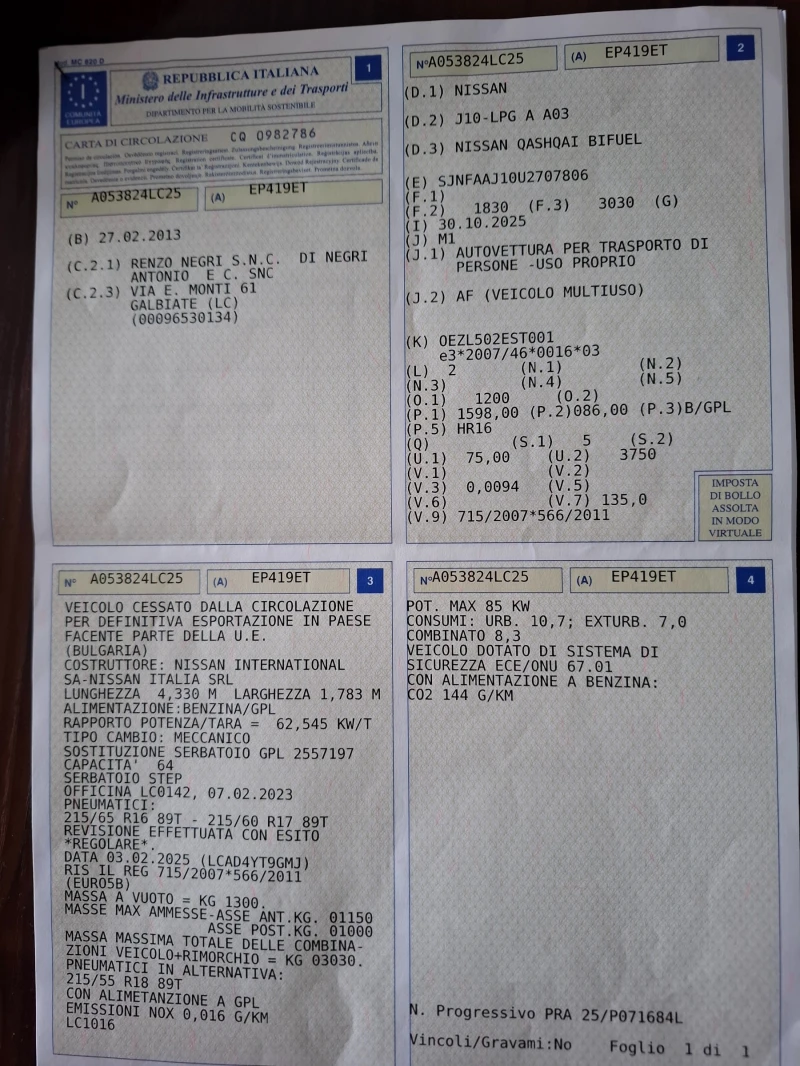 Mod. MC 820 D
1
COMUNITÀ
EUROPEA
REPUBBLICA ITALIANA
Ministero delle Infrastrutture e dei Trasporti
DIPARTIMENTO PER LA MOBILITÀ SOSTENIBILE
CARTA DI CIRCOLAZIONE CQ 0982786
N° A053824LC25 (A) EP419ET
(B) 27.02.2013
(C.2.1) RENZO NEGRI S.N.C. DI NEGRI
ANTONIO E C. SNC
(C.2.3) VIA E. MONTI 61
GALBIATE (LC)
(00096530134)
N° A053824LC25 (A) EP419ET 2
(D.1) NISSAN
(D.2) J10-LPG A A03
(D.3) NISSAN QASHQAI BIFUEL
(E) SJNFAAJ10U2707806
(F.1)
(F.2) 1830 (F.3) 3030 (G)
(I) 30.10.2025
(J) M1
(J.1) AUTOVETTURA PER TRASPORTO DI
PERSONE -USO PROPRIO
(J.2) AF (VEICOLO MULTIUSO)
(K) OEZL502EST001
e3*2007/46*0016*03
(L) 2 (N.1) (N.2)
(N.3) (N.4) (N.5)
(O.1) 1200 (O.2)
(P.1) 1598,00 (P.2)086,00 (P.3)B/GPL
(P.5) HR16
(Q) (S.1) 5 (S.2)
(U.1) 75,00 (U.2) 3750
(V.1) (V.2)
(V.3) 0,0094 (V.5)
(V.6) (V.7) 135,0
(V.9) 715/2007*566/2011
IMPOSTA
DI BOLLO
ASSOLTA
IN MODO
VIRTUALE
N° A053824LC25 (A) EP419ET 3
VEICOLO CESSATO DALLA CIRCOLAZIONE
PER DEFINITIVA ESPORTAZIONE IN PAESE
FACENTE PARTE DELLA U.E.
(BULGARIA)
COSTRUTTORE: NISSAN INTERNATIONAL
SA-NISSAN ITALIA SRL
LUNGHEZZA 4,330 M LARGHEZZA 1,783 M
ALIMENTAZIONE:BENZINA/GPL
RAPPORTO POTENZA/TARA = 62,545 KW/T
TIPO CAMBIO: MECCANICO
SOSTITUZIONE SERBATOIO GPL 2557197
CAPACITA' 64
SERBATOIO STEP
OFFICINA LC0142, 07.02.2023
PNEUMATICI:
215/65 R16 89T - 215/60 R17 89T
REVISIONE EFFETTUATA CON ESITO
*REGOLARE*.
DATA 03.02.2025 (LCAD4YT9GMJ)
RIS IL REG 715/2007*566/2011
(EURO5B)
MASSA A VUOTO = KG 1300.
MASSE MAX AMMESSE-ASSE ANT.KG. 01150
ASSE POST.KG. 01000
MASSA MASSIMA TOTALE DELLE COMBINA-
ZIONI VEICOLO+RIMORCHIO = KG 03030.
PNEUMATICI IN ALTERNATIVA:
215/55 R18 89T
CON ALIMETANZIONE A GPL
EMISSIONI NOX 0,016 G/KM
LC1016
N° A053824LC25 (A) EP419ET 4
POT. MAX 85 KW
CONSUMI: URB. 10,7; EXTURB. 7,0
COMBINATO 8,3
VEICOLO DOTATO DI SISTEMA DI
SICUREZZA ECE/ONU 67.01
CON ALIMENTAZIONE A BENZINA:
CO2 144 G/KM
N. Progressivo PRA 25/P071684L
Vincoli/Gravami:No Foglio 1 di 1